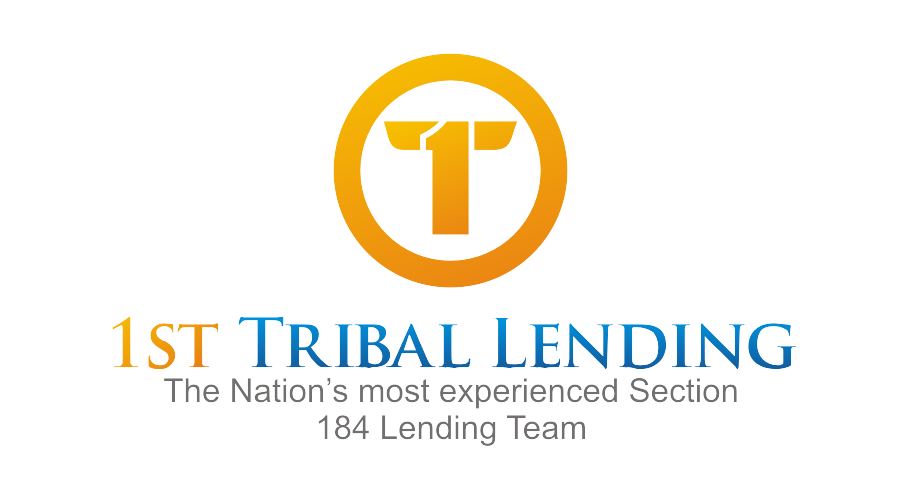 1ST TRIBAL LENDING
The Nation’s most experienced Section
184 Lending Team